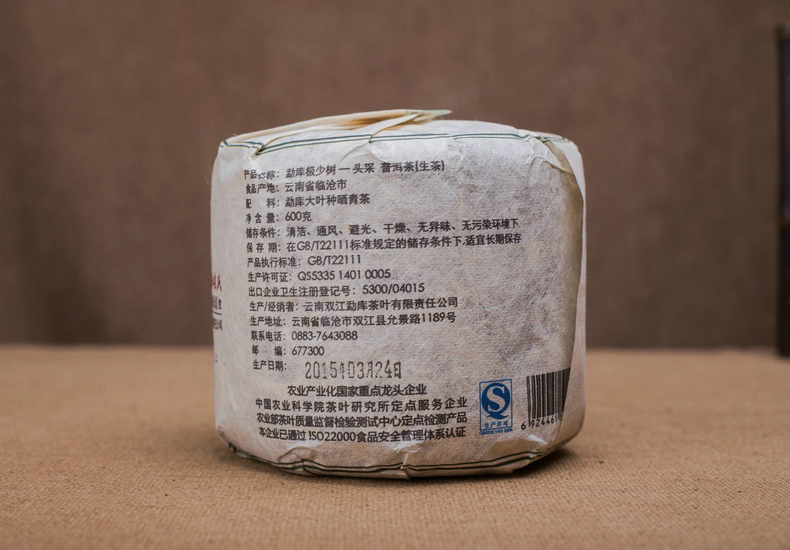 产品名称: 勐库极少树一头采 普洱茶(生茶)
食品产地: 云南省临沧市
配 料: 勐库大叶种晒青茶
净 含 量: 600克
储存条件: 清洁、通风、避光、干燥、无异味、无污染环境下
保 存 期: 在GB/T22111标准规定的储存条件下,适宜长期保存
产品执行标准: GB/T22111
生产许可证: QS5335 1401 0005
出口企业卫生注册登记号: 5300/04015
生产/经销者: 云南双江勐库茶叶有限责任公司
生产地址: 云南省临沧市双江县允景路1189号
联系电话: 0883-7643088
邮 编: 677300
生产日期: 2015年03月24日
农业产业化国家重点龙头企业
中国农业科学院茶叶研究所定点服务企业
农业部茶叶质量监督检验测试中心定点检测产品
本企业已通过ISO22000食品安全管理体系认证
生产许可
6 924461